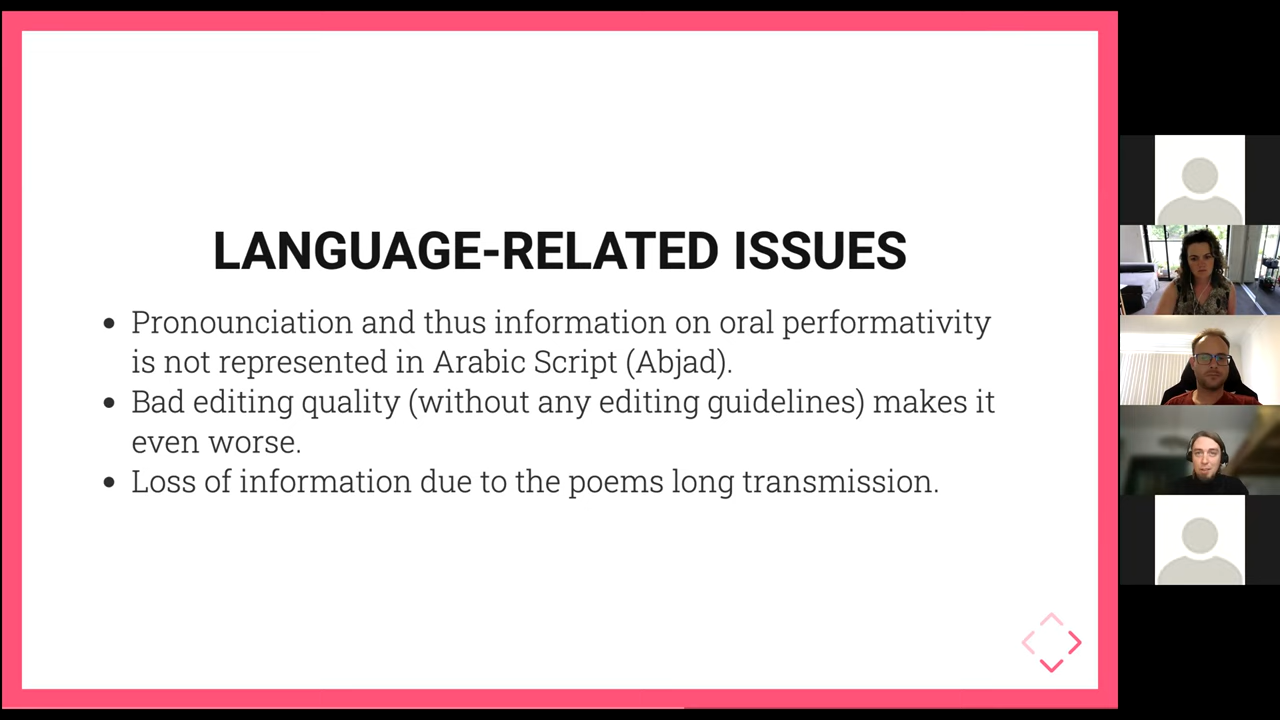 LANGUAGE-RELATED ISSUES
• Pronounciation and thus information on oral performativity
is not represented in Arabic Script (Abjad).
• Bad editing quality (without any editing guidelines) makes it
even worse.
• Loss of information due to the poems long transmission.